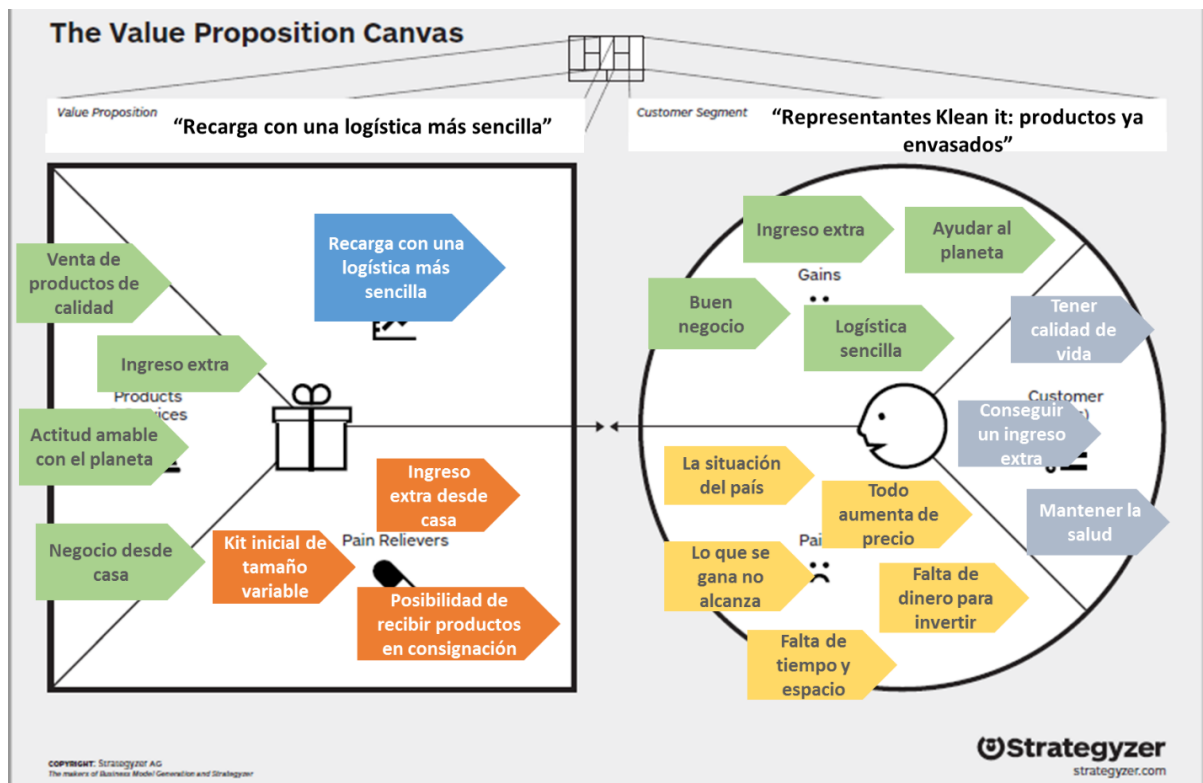 The Value Proposition Canvas
Value Proposition
“Recarga con una logística más sencilla”
Customer Segment
“Representantes Klean it: productos ya
envasados”
Venta de
productos de
calidad
Ingreso extra
Products
Actitud amable
con el planeta
Negocio desde
casa
Recarga con una
logística más
sencilla
Ingreso
extra desde
casa
Kit inicial de
tamaño
variable
Pain Relievers
Posibilidad de
recibir productos
en consignación
Ingreso extra
Ayudar al
planeta
Gains
Buen
negocio
Logística
sencilla
Tener
calidad de
vida
Customer
Conseguir
un ingreso
extra
Mantener la
salud
La situación
del país
Todo
aumenta de
precio
Lo que se
gana no
alcanza
Falta de
dinero para
invertir
Falta de
tiempo y
espacio
COPYRIGHT: Strategyzer AG
The makers of Business Model Generation and Strategyzer
Strategyzer
strategyzer.com